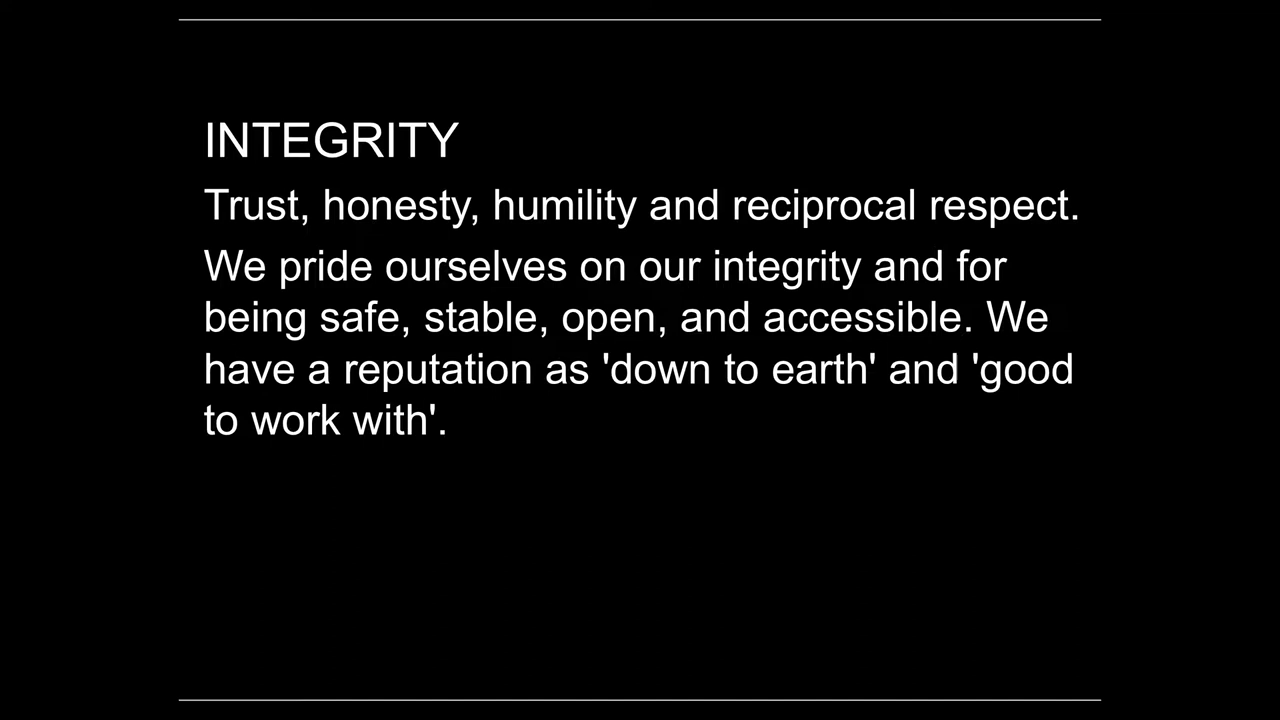 INTEGRITY
Trust, honesty, humility and reciprocal respect.
We pride ourselves on our integrity and for
being safe, stable, open, and accessible. We
have a reputation as 'down to earth' and 'good
to work with'.